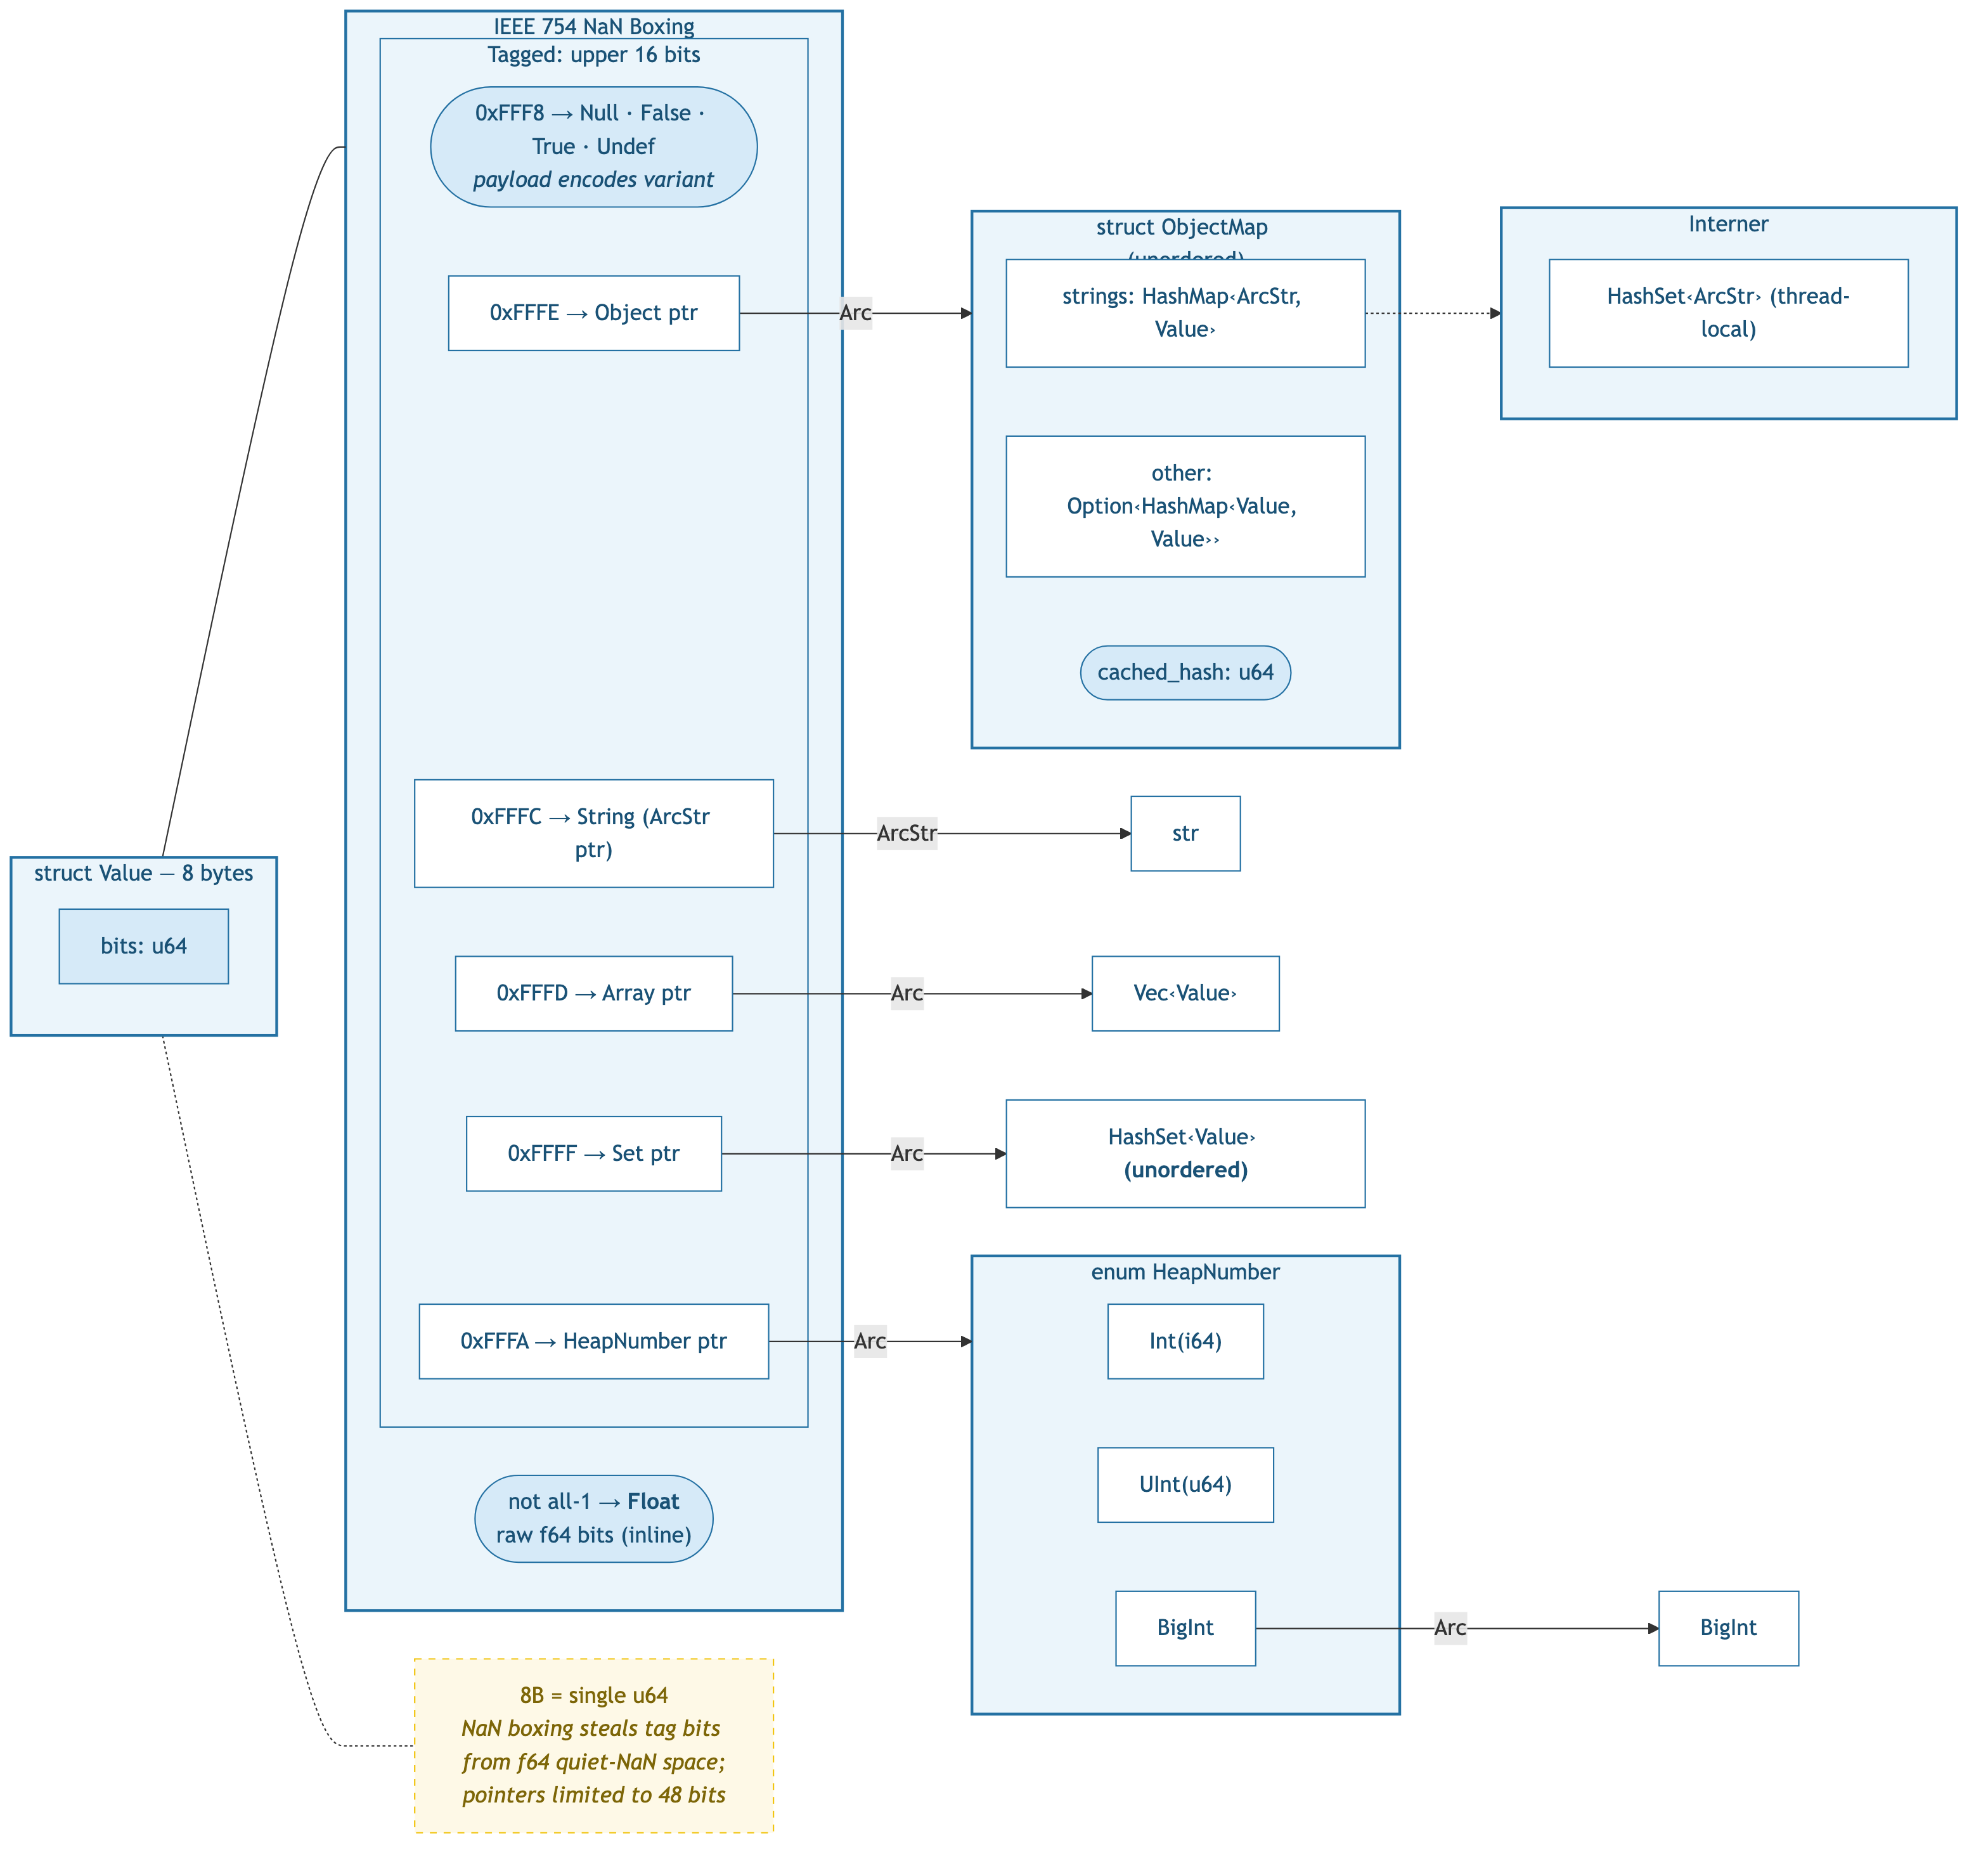 IEEE 754 NaN Boxing
Tagged: upper 16 bits
0xFFF8 → Null · False ·
True · Undef
payload encodes variant
0xFFFE → Object ptr
Arc
struct ObjectMap
(unordered)
strings: HashMap‹ArcStr,
Value›
other:
Option‹HashMap‹Value,
Value››
cached_hash: u64
Interner
HashSet‹ArcStr› (thread-
local)
0xFFFC → String (ArcStr
ptr)
ArcStr
str
struct Value — 8 bytes
bits: u64
0xFFFD → Array ptr
Arc
Vec‹Value›
0xFFFF → Set ptr
Arc
HashSet‹Value›
(unordered)
0xFFFA → HeapNumber ptr
Arc
enum HeapNumber
Int(i64)
UInt(u64)
BigInt
Arc
BigInt
not all-1 → Float
raw f64 bits (inline)
8B = single u64
NaN boxing steals tag bits
from f64 quiet-NaN space;
pointers limited to 48 bits